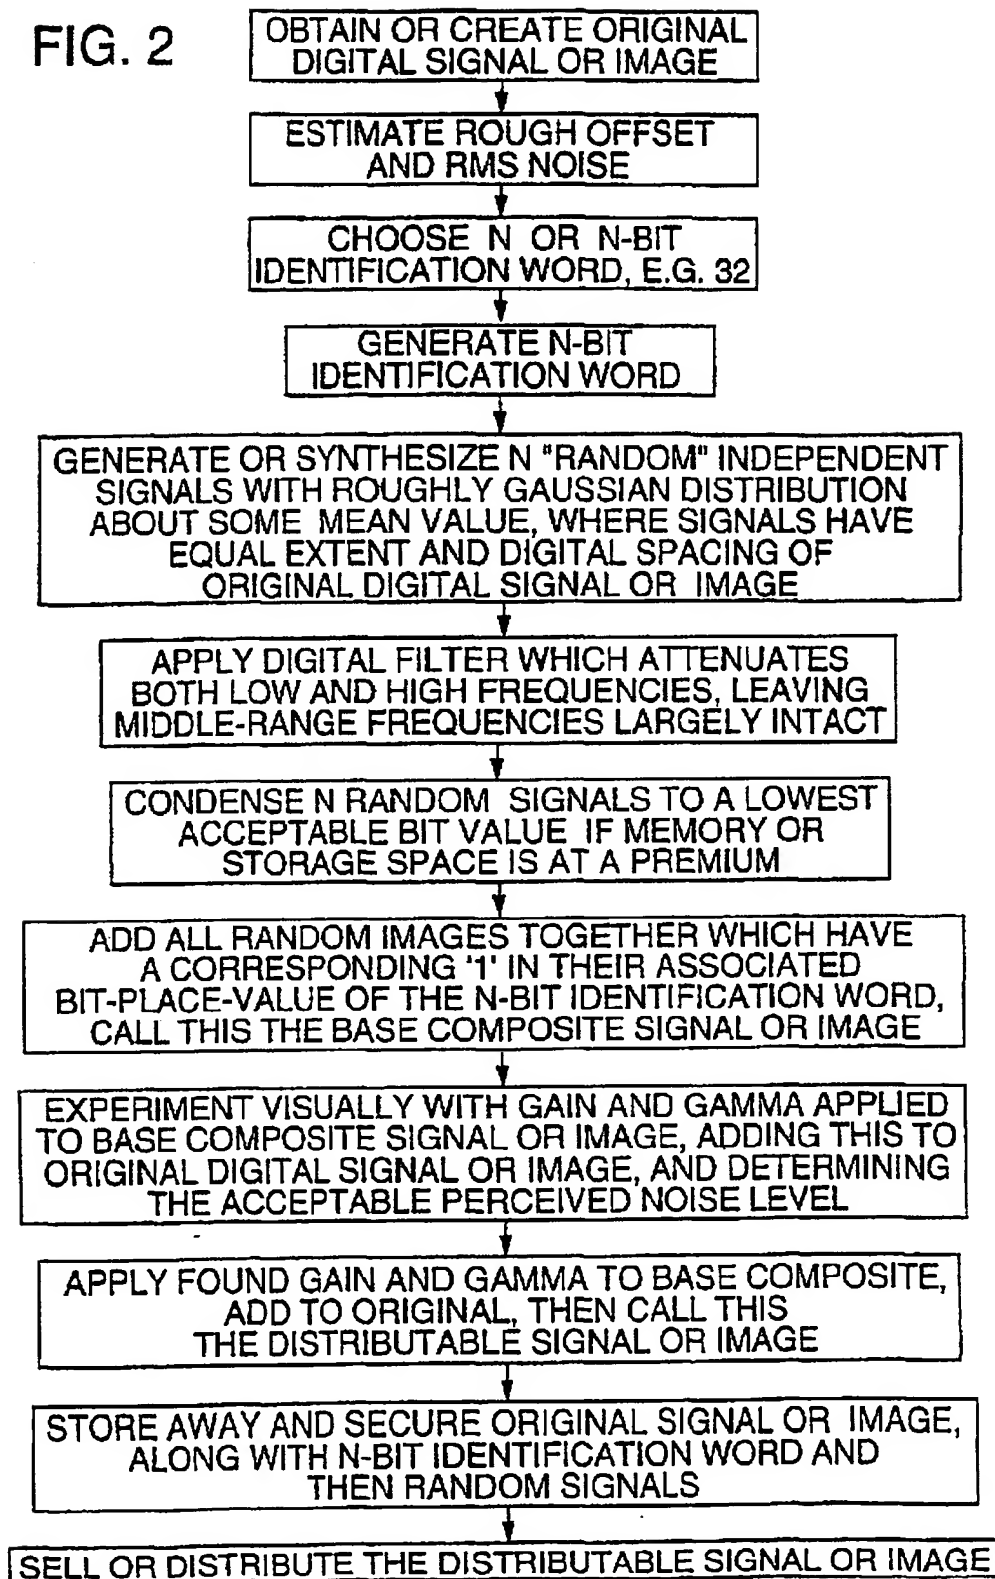 FIG. 2
OBTAIN OR CREATE ORIGINAL
DIGITAL SIGNAL OR IMAGE
ESTIMATE ROUGH OFFSET
AND RMS NOISE
CHOOSE N OR N-BIT
IDENTIFICATION WORD, E.G. 32
GENERATE N-BIT
IDENTIFICATION WORD
GENERATE OR SYNTHESIZE N "RANDOM" INDEPENDENT
SIGNALS WITH ROUGHLY GAUSSIAN DISTRIBUTION
ABOUT SOME MEAN VALUE, WHERE SIGNALS HAVE
EQUAL EXTENT AND DIGITAL SPACING OF
ORIGINAL DIGITAL SIGNAL OR IMAGE
APPLY DIGITAL FILTER WHICH ATTENUATES
BOTH LOW AND HIGH FREQUENCIES, LEAVING
MIDDLE-RANGE FREQUENCIES LARGELY INTACT
CONDENSE N RANDOM SIGNALS TO A LOWEST
ACCEPTABLE BIT VALUE IF MEMORY OR
STORAGE SPACE IS AT A PREMIUM
ADD ALL RANDOM IMAGES TOGETHER WHICH HAVE
A CORRESPONDING '1' IN THEIR ASSOCIATED
BIT-PLACE-VALUE OF THE N-BIT IDENTIFICATION WORD,
CALL THIS THE BASE COMPOSITE SIGNAL OR IMAGE
EXPERIMENT VISUALLY WITH GAIN AND GAMMA APPLIED
TO BASE COMPOSITE SIGNAL OR IMAGE, ADDING THIS TO
ORIGINAL DIGITAL SIGNAL OR IMAGE, AND DETERMINING
THE ACCEPTABLE PERCEIVED NOISE LEVEL
APPLY FOUND GAIN AND GAMMA TO BASE COMPOSITE,
ADD TO ORIGINAL, THEN CALL THIS
THE DISTRIBUTABLE SIGNAL OR IMAGE
STORE AWAY AND SECURE ORIGINAL SIGNAL OR IMAGE,
ALONG WITH N-BIT IDENTIFICATION WORD AND
THEN RANDOM SIGNALS
SELL OR DISTRIBUTE THE DISTRIBUTABLE SIGNAL OR IMAGE